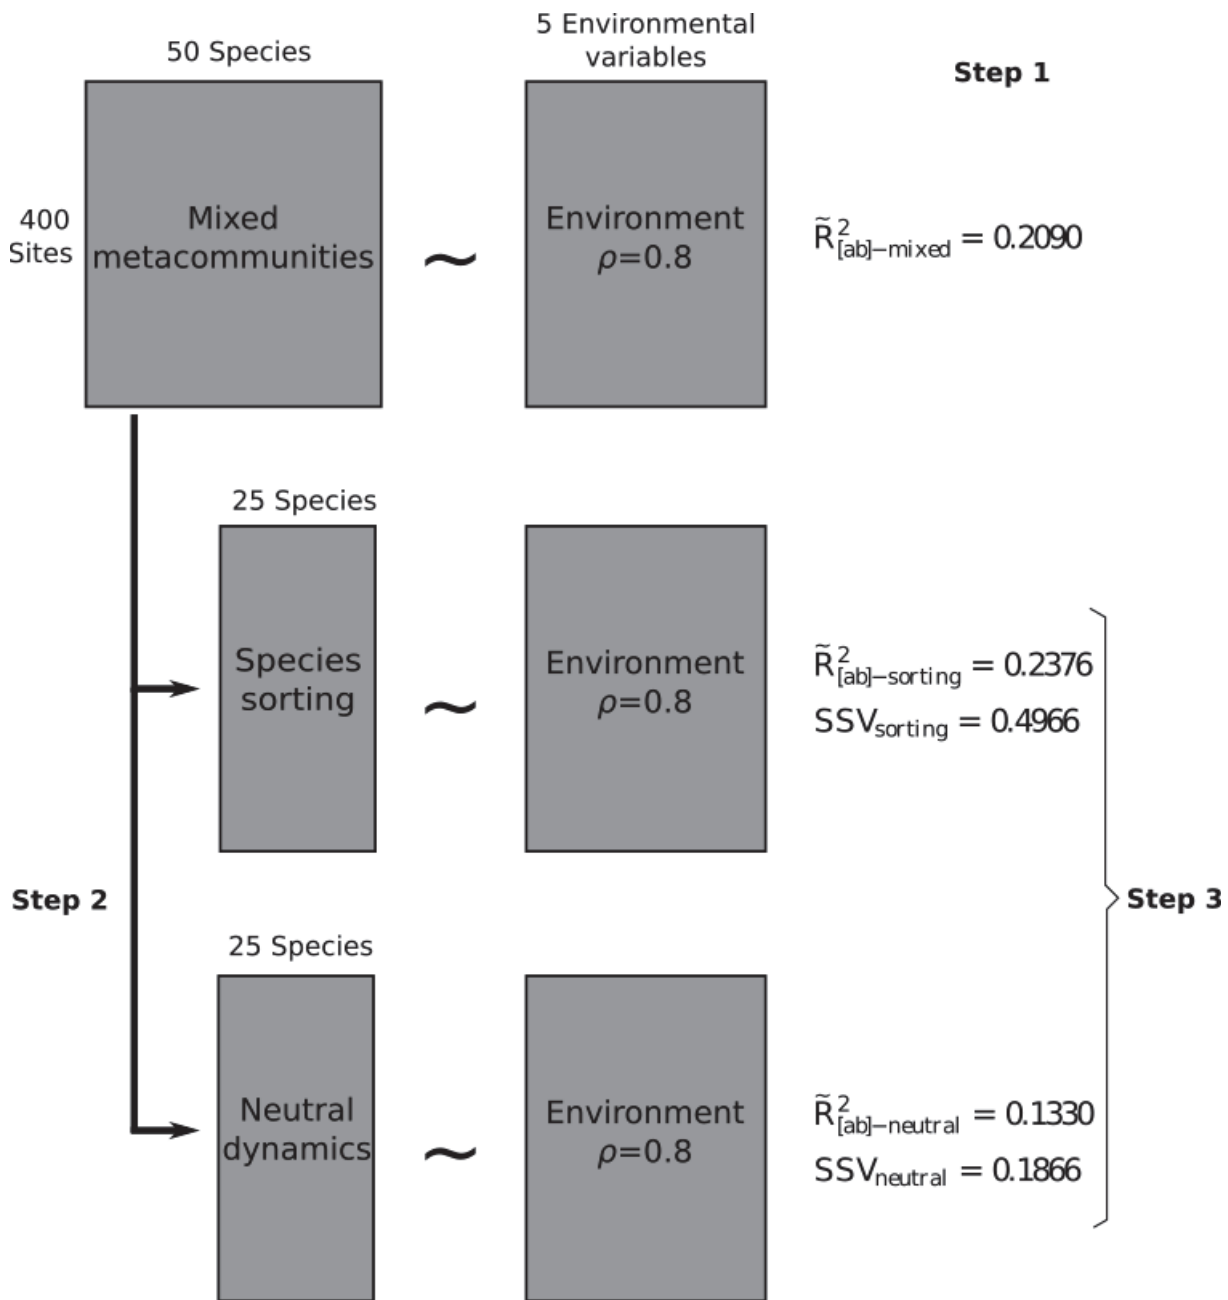 5 Environmental
variables
50 Species
Step 1
400
Sites
Mixed
metacommunities
~
Environment
ρ=0.8
R̃²[ab]−mixed = 0.2090
25 Species
Species
sorting
~
Environment
ρ=0.8
R̃²[ab]−sorting = 0.2376
SSVsorting = 0.4966
Step 2
Step 3
25 Species
Neutral
dynamics
~
Environment
ρ=0.8
R̃²[ab]−neutral = 0.1330
SSVneutral = 0.1866